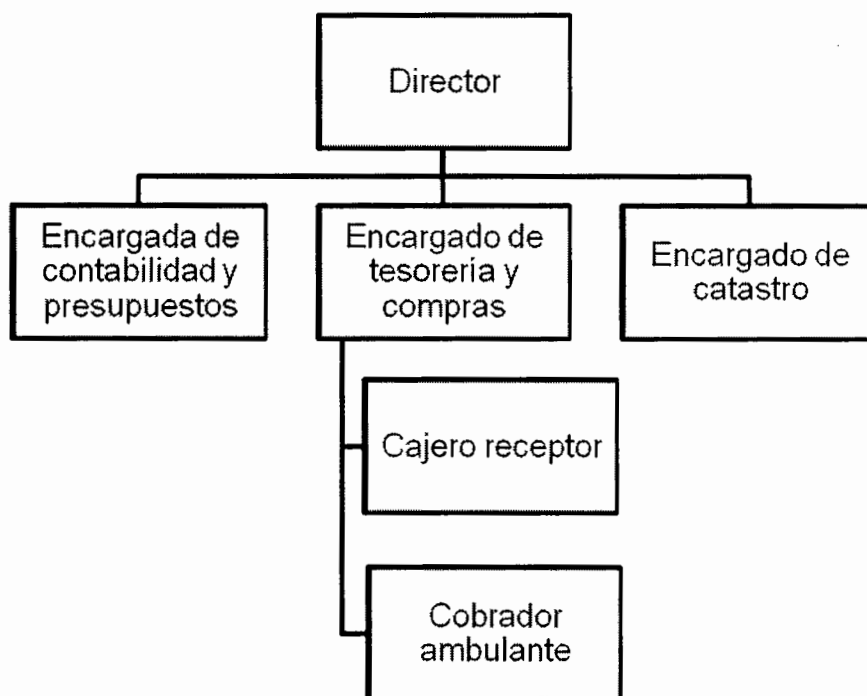 Director
Encargada de
contabilidad y
presupuestos
Encargado de
tesorería y
compras
Encargado de
catastro
Cajero receptor
Cobrador
ambulante